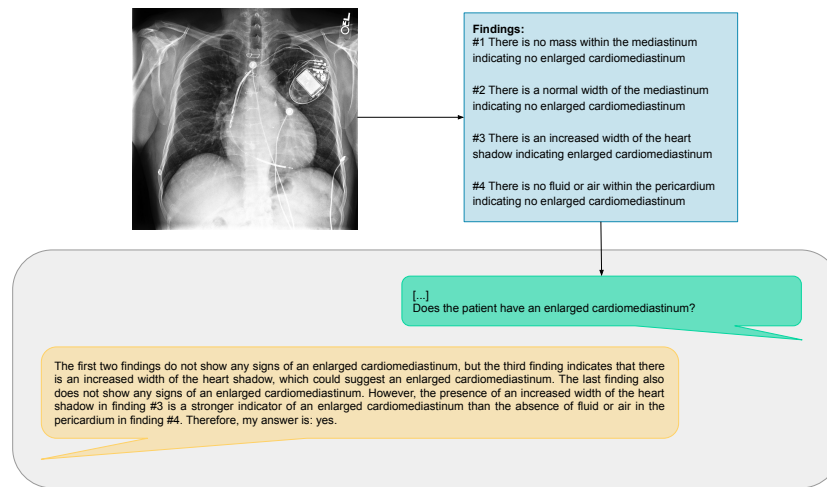 Findings:
#1 There is no mass within the mediastinum
indicating no enlarged cardiomediastinum
#2 There is a normal width of the mediastinum
indicating no enlarged cardiomediastinum
#3 There is an increased width of the heart
shadow indicating enlarged cardiomediastinum
#4 There is no fluid or air within the pericardium
indicating no enlarged cardiomediastinum
[...]
Does the patient have an enlarged cardiomediastinum?
The first two findings do not show any signs of an enlarged cardiomediastinum, but the third finding indicates that there
is an increased width of the heart shadow, which could suggest an enlarged cardiomediastinum. The last finding also
does not show any signs of an enlarged cardiomediastinum. However, the presence of an increased width of the heart
shadow in finding #3 is a stronger indicator of an enlarged cardiomediastinum than the absence of fluid or air in the
pericardium in finding #4. Therefore, my answer is: yes.